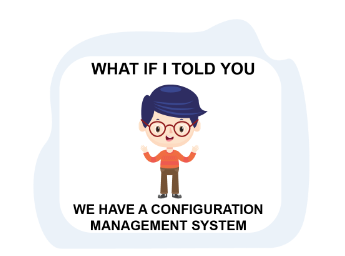 WHAT IF I TOLD YOU
WE HAVE A CONFIGURATION
MANAGEMENT SYSTEM